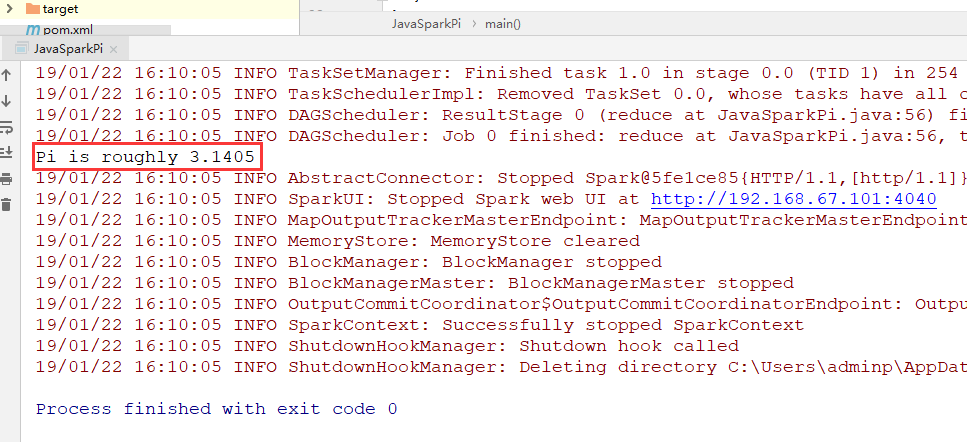 target
pom.xml
JavaSparkPi > main()
JavaSparkPi ×
19/01/22 16:10:05 INFO TaskSetManager: Finished task 1.0 in stage 0.0 (TID 1) in 254
19/01/22 16:10:05 INFO TaskSchedulerImpl: Removed TaskSet 0.0, whose tasks have all c
19/01/22 16:10:05 INFO DAGScheduler: ResultStage 0 (reduce at JavaSparkPi.java:56) fi
19/01/22 16:10:05 INFO DAGScheduler: Job 0 finished: reduce at JavaSparkPi.java:56, t
Pi is roughly 3.1405
19/01/22 16:10:05 INFO AbstractConnector: Stopped Spark@5fe1ce85{HTTP/1.1,[http/1.1]}
19/01/22 16:10:05 INFO SparkUI: Stopped Spark web UI at http://192.168.67.101:4040
19/01/22 16:10:05 INFO MapOutputTrackerMasterEndpoint: MapOutputTrackerMasterEndpoint
19/01/22 16:10:05 INFO MemoryStore: MemoryStore cleared
19/01/22 16:10:05 INFO BlockManager: BlockManager stopped
19/01/22 16:10:05 INFO BlockManagerMaster: BlockManagerMaster stopped
19/01/22 16:10:05 INFO OutputCommitCoordinator$OutputCommitCoordinatorEndpoint: Outpu
19/01/22 16:10:05 INFO SparkContext: Successfully stopped SparkContext
19/01/22 16:10:05 INFO ShutdownHookManager: Shutdown hook called
19/01/22 16:10:05 INFO ShutdownHookManager: Deleting directory C:\Users\adminp\AppDat
Process finished with exit code 0